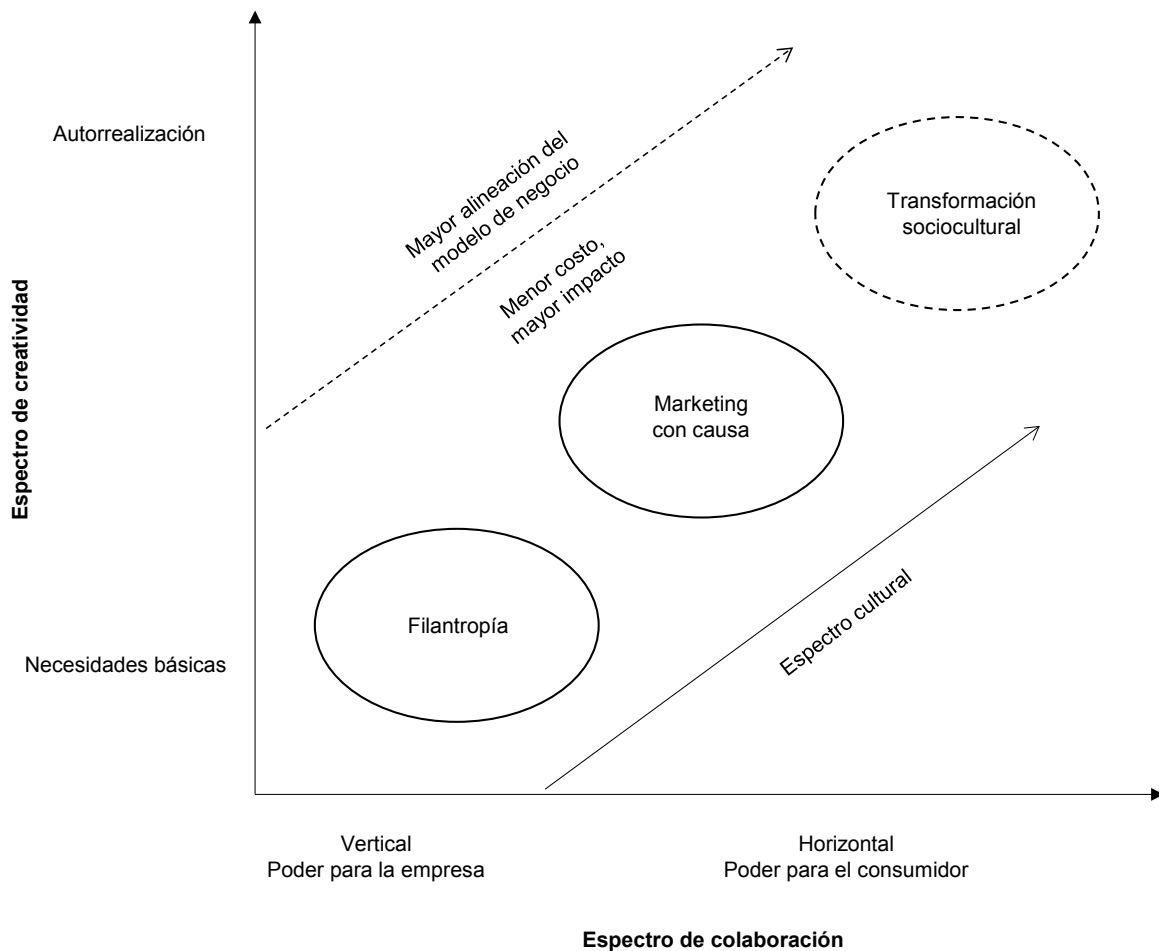 Autorrealización
Mayor alineación del
modelo de negocio
Menor costo,
mayor impacto
Transformación
sociocultural
Espectro de creatividad
Marketing
con causa
Filantropía
Espectro cultural
Necesidades básicas
Vertical
Poder para la empresa
Horizontal
Poder para el consumidor
Espectro de colaboración